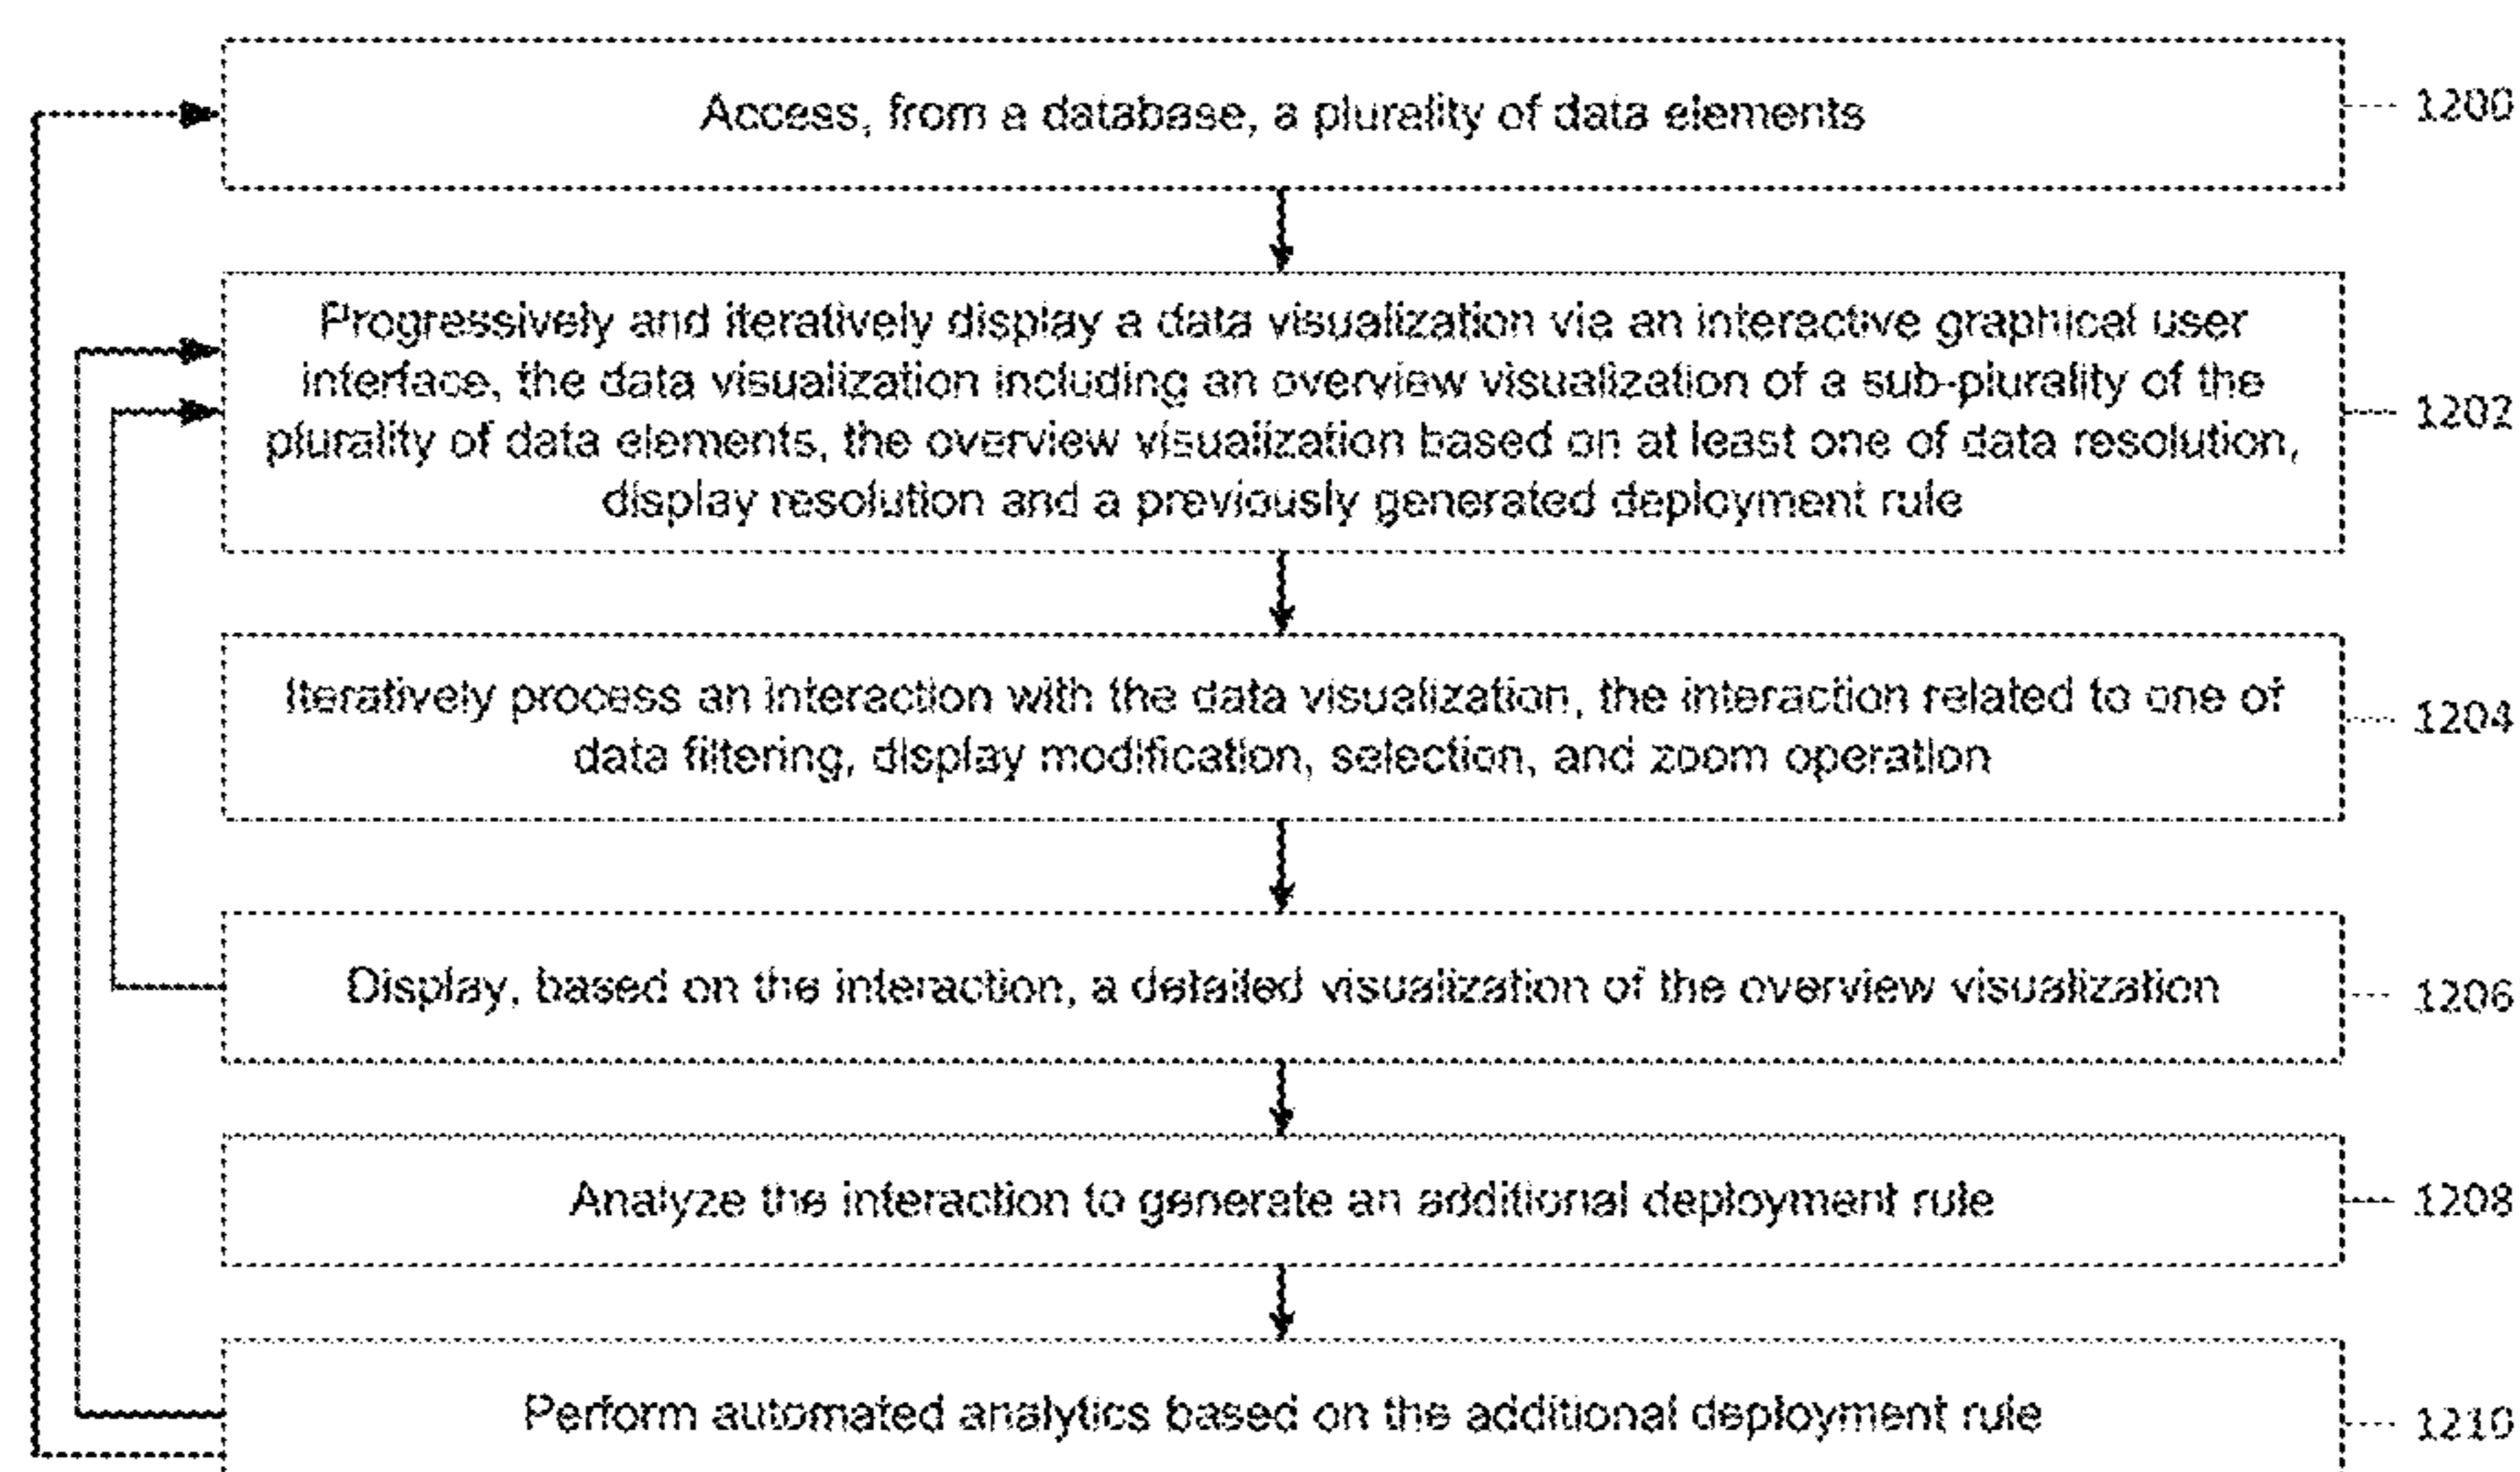 Access, from a database, a plurality of data elements
1200
Progressively and iteratively display a data visualization via an interactive graphical user
interface, the data visualization including an overview visualization of a sub-plurality of the
plurality of data elements, the overview visualization based on at least one of data resolution,
display resolution and a previously generated deployment rule
1202
Iteratively process an interaction with the data visualization, the interaction related to one of
data filtering, display modification, selection, and zoom operation
1204
Display, based on the interaction, a detailed visualization of the overview visualization
1206
Analyze the interaction to generate an additional deployment rule
1208
Perform automated analytics based on the additional deployment rule
1210